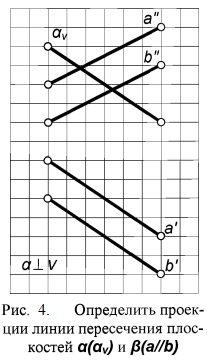 αᵥ
a″
b″
a′
b′
α⊥V
Рис. 4. Определить проек-
ции линии пересечения плос-
костей α(αᵥ) и β(a//b)